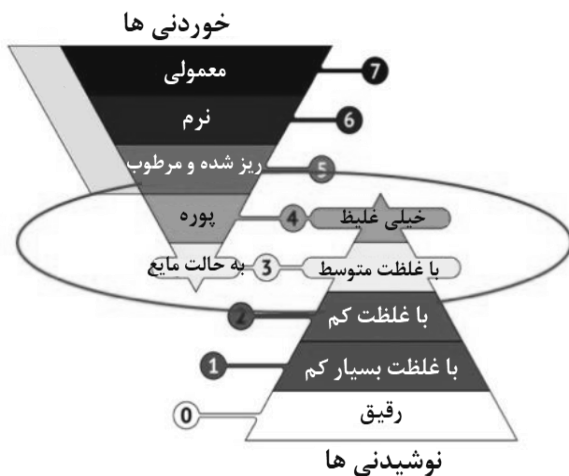 خوردنی ها
معمولی
7
نرم
6
ریز شده و مرطوب
5
پوره
4
خیلی غلیظ
به حالت مایع
3
با غلظت متوسط
2
با غلظت کم
1
با غلظت بسیار کم
0
رقیق
نوشیدنی ها